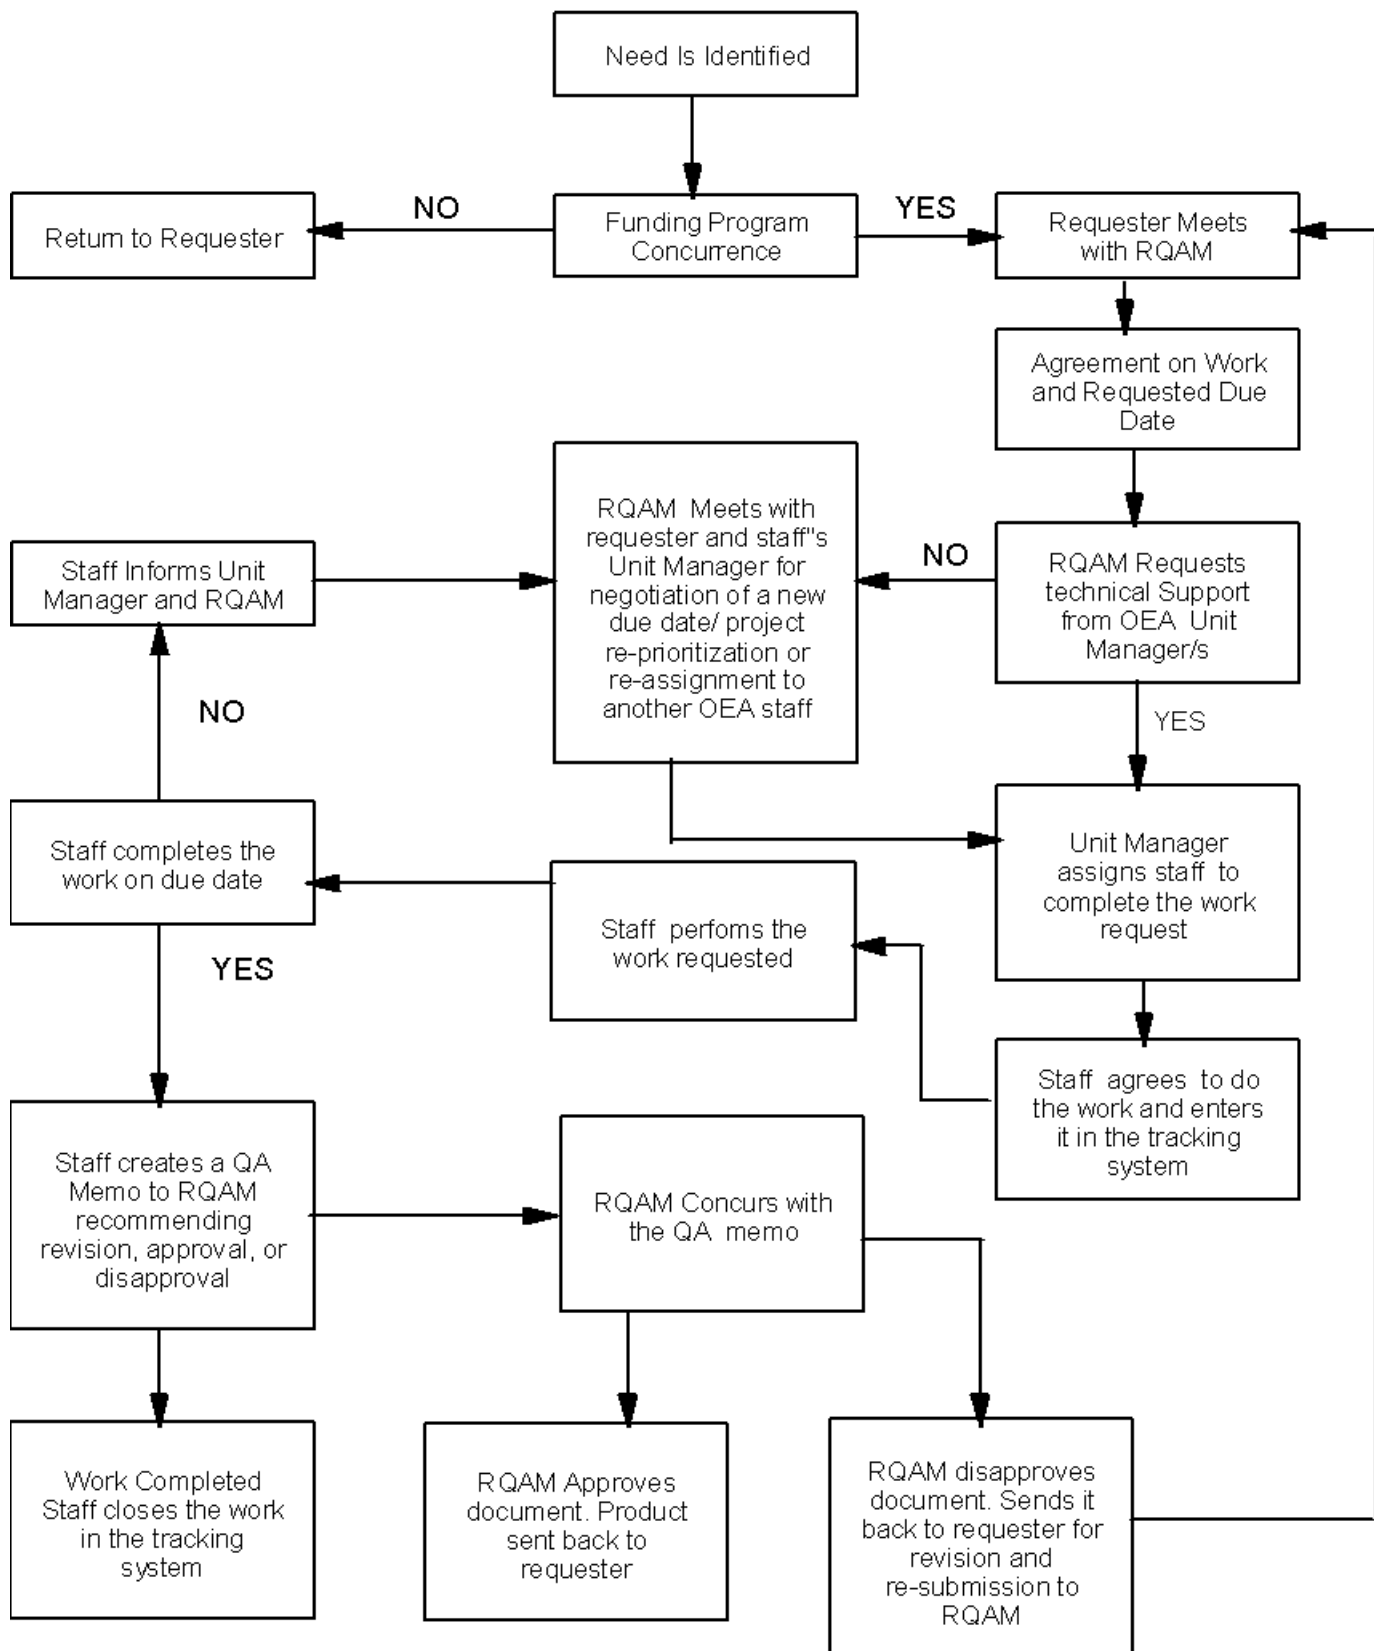 Need Is Identified
NO
YES
Return to Requester
Funding Program
Concurrence
Requester Meets
with RQAM
Agreement on Work
and Requested Due
Date
RQAM  Meets with
requester and staff"s
Unit Manager for
negotiation of a new
due date/ project
re-prioritization or
re-assignment to
another OEA staff
Staff Informs Unit
Manager and RQAM
NO
RQAM Requests
technical Support
from OEA  Unit
Manager/s
NO
YES
Staff completes the
work on due date
Unit Manager
assigns staff  to
complete the work
request
Staff  perfoms the
work requested
YES
Staff  agrees  to do
the work and enters
it in the tracking
system
Staff creates a QA
Memo to RQAM
recommending
revision, approval, or
disapproval
RQAM Concurs with
the QA  memo
Work Completed
Staff closes the work
in the tracking
system
RQAM Approves
document. Product
sent back to
requester
RQAM disapproves
document. Sends it
back to requester for
revision and
re-submission to
RQAM